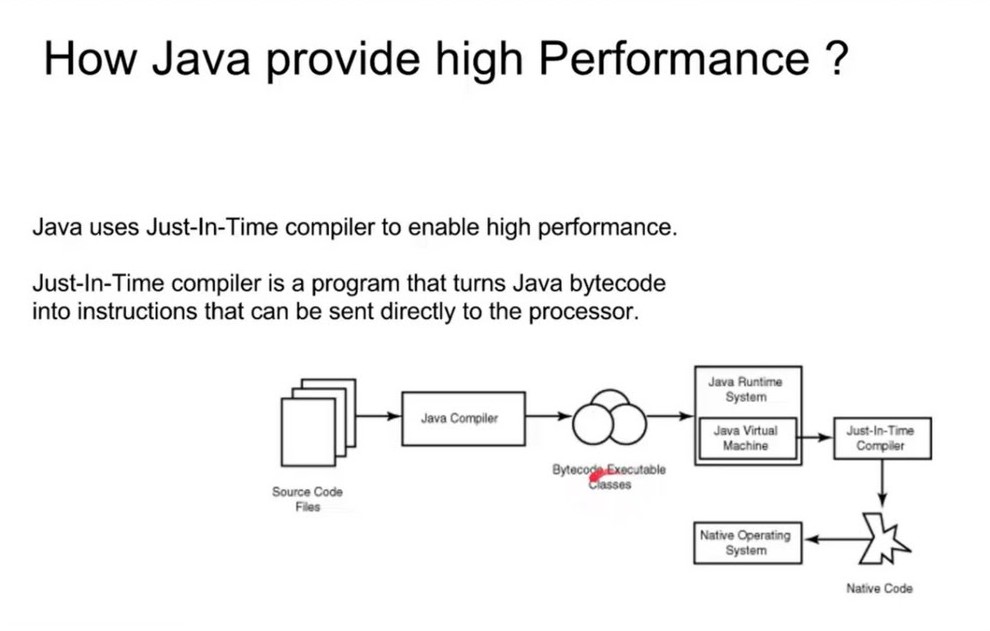 How Java provide high Performance ?
Java uses Just-In-Time compiler to enable high performance.
Just-In-Time compiler is a program that turns Java bytecode
into instructions that can be sent directly to the processor.
Source Code
Files
Java Compiler
Bytecode Executable
Classes
Java Runtime
System
Java Virtual
Machine
Just-In-Time
Compiler
Native Code
Native Operating
System